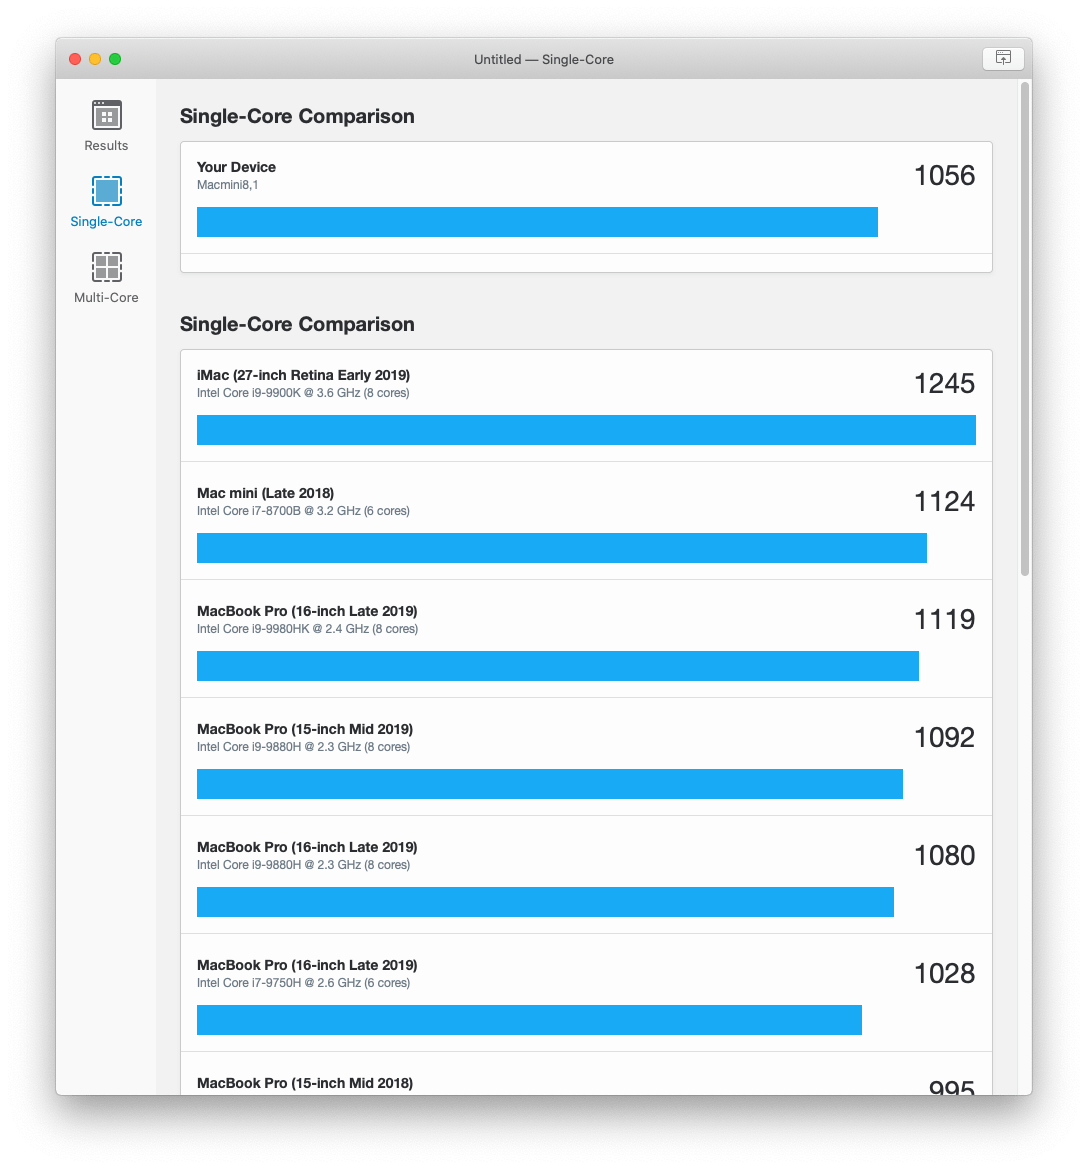 Untitled — Single-Core
Results
Single-Core
Multi-Core
Single-Core Comparison
Your Device
Macmini8,1
1056
Single-Core Comparison
iMac (27-inch Retina Early 2019)
Intel Core i9-9900K @ 3.6 GHz (8 cores)
1245
Mac mini (Late 2018)
Intel Core i7-8700B @ 3.2 GHz (6 cores)
1124
MacBook Pro (16-inch Late 2019)
Intel Core i9-9980HK @ 2.4 GHz (8 cores)
1119
MacBook Pro (15-inch Mid 2019)
Intel Core i9-9880H @ 2.3 GHz (8 cores)
1092
MacBook Pro (16-inch Late 2019)
Intel Core i9-9880H @ 2.3 GHz (8 cores)
1080
MacBook Pro (16-inch Late 2019)
Intel Core i7-9750H @ 2.6 GHz (6 cores)
1028
MacBook Pro (15-inch Mid 2018)
995